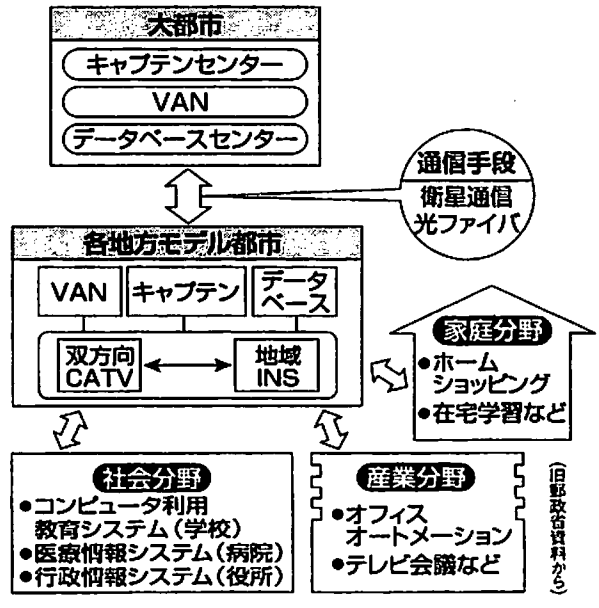 大都市
キャプテンセンター
VAN
データベースセンター
通信手段
衛星通信
光ファイバ
各地方モデル都市
VAN
キャプテン
データ
ベース
双方向
CATV
地域
INS
家庭分野
●ホーム
ショッピング
●在宅学習など
社会分野
●コンピュータ利用
教育システム(学校)
●医療情報システム(病院)
●行政情報システム(役所)
産業分野
●オフィス
オートメーション
●テレビ会議など
(旧郵政省資料から)